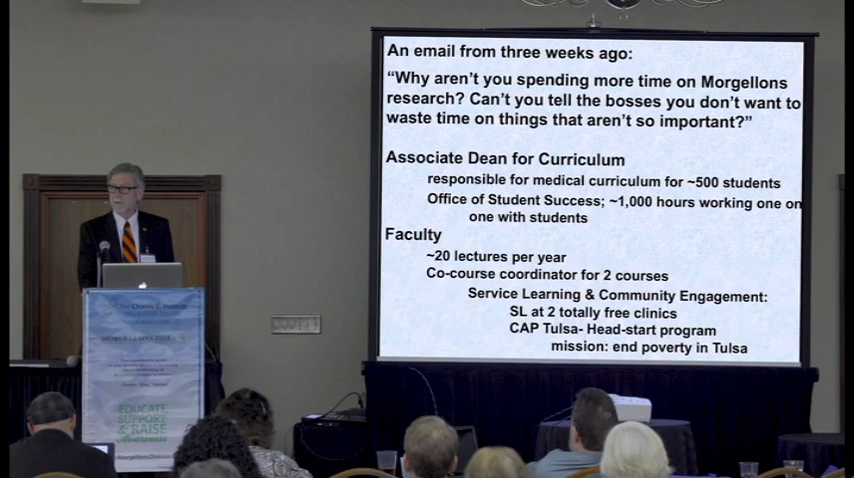 An email from three weeks ago:
“Why aren’t you spending more time on Morgellons
research? Can’t you tell the bosses you don’t want to
waste time on things that aren’t so important?”
Associate Dean for Curriculum
responsible for medical curriculum for ~500 students
Office of Student Success; ~1,000 hours working one on
one with students
Faculty
~20 lectures per year
Co-course coordinator for 2 courses
Service Learning & Community Engagement:
SL at 2 totally free clinics
CAP Tulsa- Head-start program
mission: end poverty in Tulsa
MORGELLONS DISEASE
EDUCATE
SUPPORT
& RAISE
Awareness